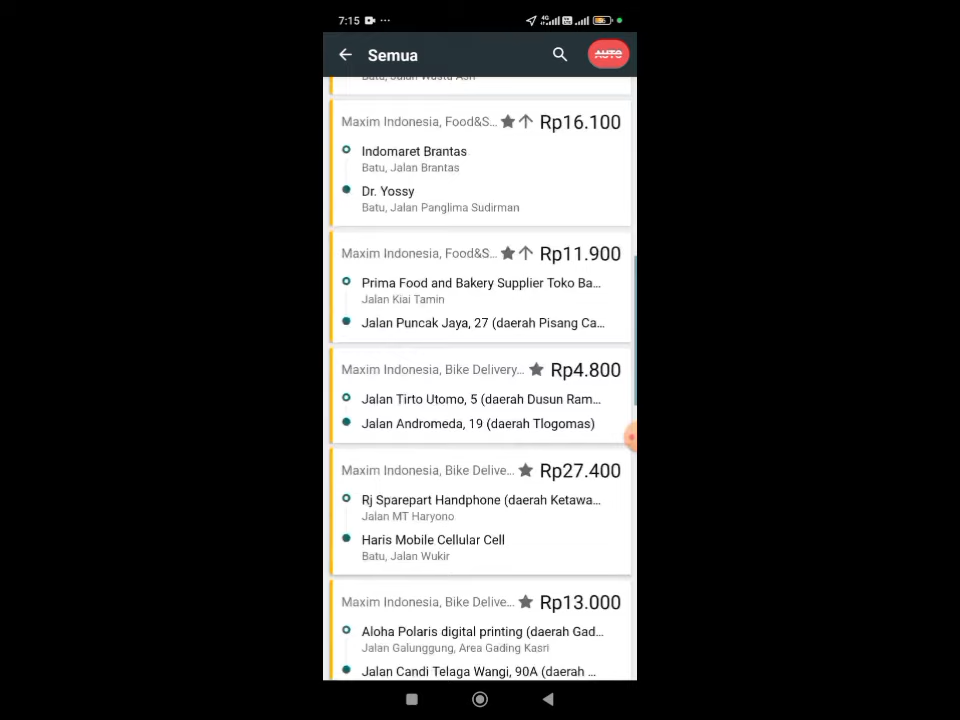 7:15
Semua
AUTO
Maxim Indonesia, Food&S... Rp16.100
Indomaret Brantas
Batu, Jalan Brantas
Dr. Yossy
Batu, Jalan Panglima Sudirman
Maxim Indonesia, Food&S... Rp11.900
Prima Food and Bakery Supplier Toko Ba...
Jalan Kiai Tamin
Jalan Puncak Jaya, 27 (daerah Pisang Ca...
Maxim Indonesia, Bike Delivery... Rp4.800
Jalan Tirto Utomo, 5 (daerah Dusun Ram...
Jalan Andromeda, 19 (daerah Tlogomas)
Maxim Indonesia, Bike Delive... Rp27.400
Rj Sparepart Handphone (daerah Ketawa...
Jalan MT Haryono
Haris Mobile Cellular Cell
Batu, Jalan Wukir
Maxim Indonesia, Bike Delive... Rp13.000
Aloha Polaris digital printing (daerah Gad...
Jalan Galunggung, Area Gading Kasri
Jalan Candi Telaga Wangi, 90A (daerah ...